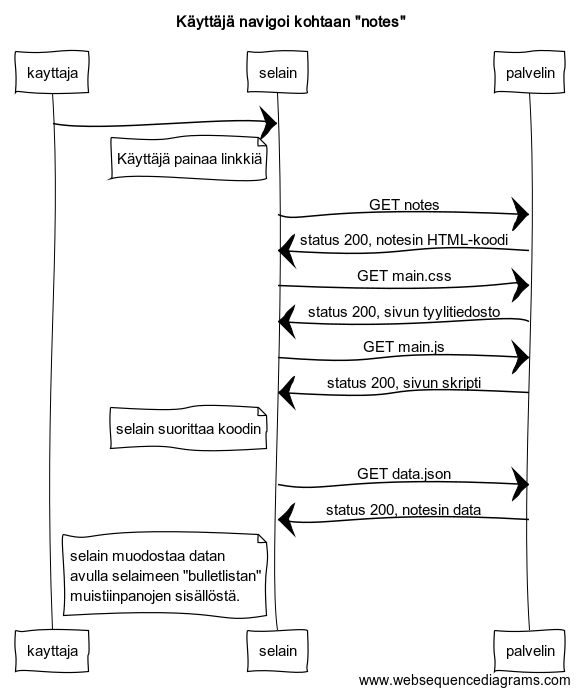 Käyttäjä navigoi kohtaan "notes"
kayttaja
selain
palvelin
Käyttäjä painaa linkkiä
GET notes
status 200, notesin HTML-koodi
GET main.css
status 200, sivun tyylitiedosto
GET main.js
status 200, sivun skripti
selain suorittaa koodin
GET data.json
status 200, notesin data
selain muodostaa datan
avulla selaimeen "bulletlistan"
muistiinpanojen sisällöstä.
kayttaja
selain
palvelin
www.websequencediagrams.com